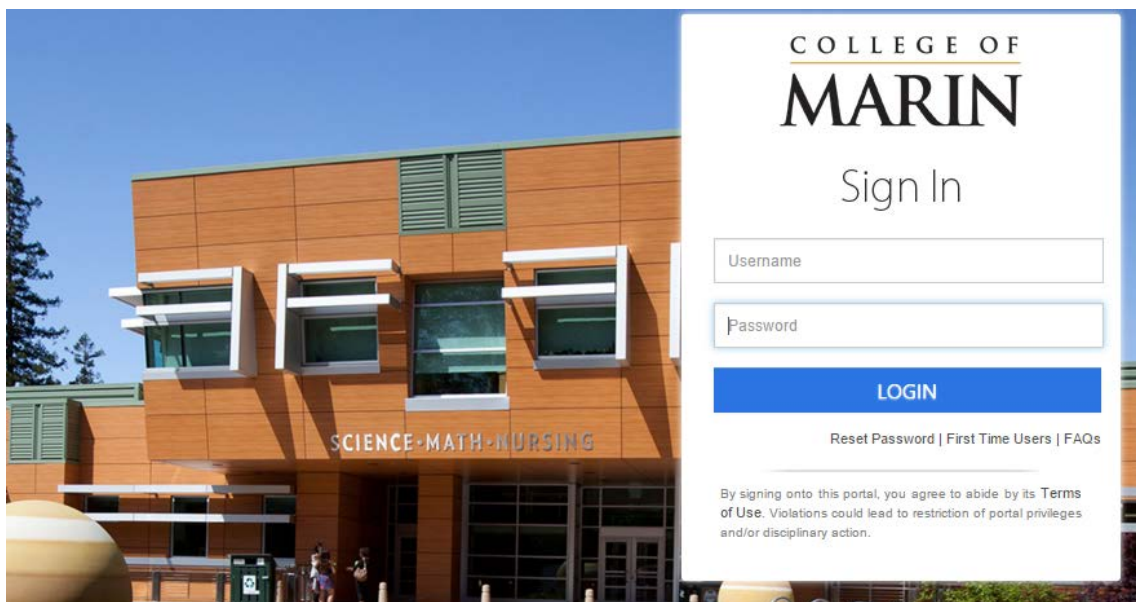 SCIENCE•MATH•NURSING
COLLEGE OF
MARIN
Sign In
Username
Password
LOGIN
Reset Password | First Time Users | FAQs
By signing onto this portal, you agree to abide by its Terms
of Use. Violations could lead to restriction of portal privileges
and/or disciplinary action.